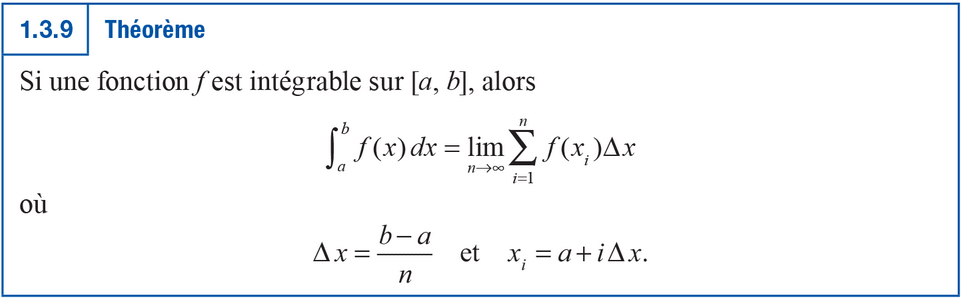 1.3.9 Théorème
Si une fonction f est intégrable sur [a, b], alors
∫_a^b f(x) dx = lim_{n→∞} ∑_{i=1}^n f(x_i)Δx
où
Δx = (b − a)/n et x_i = a + iΔx.